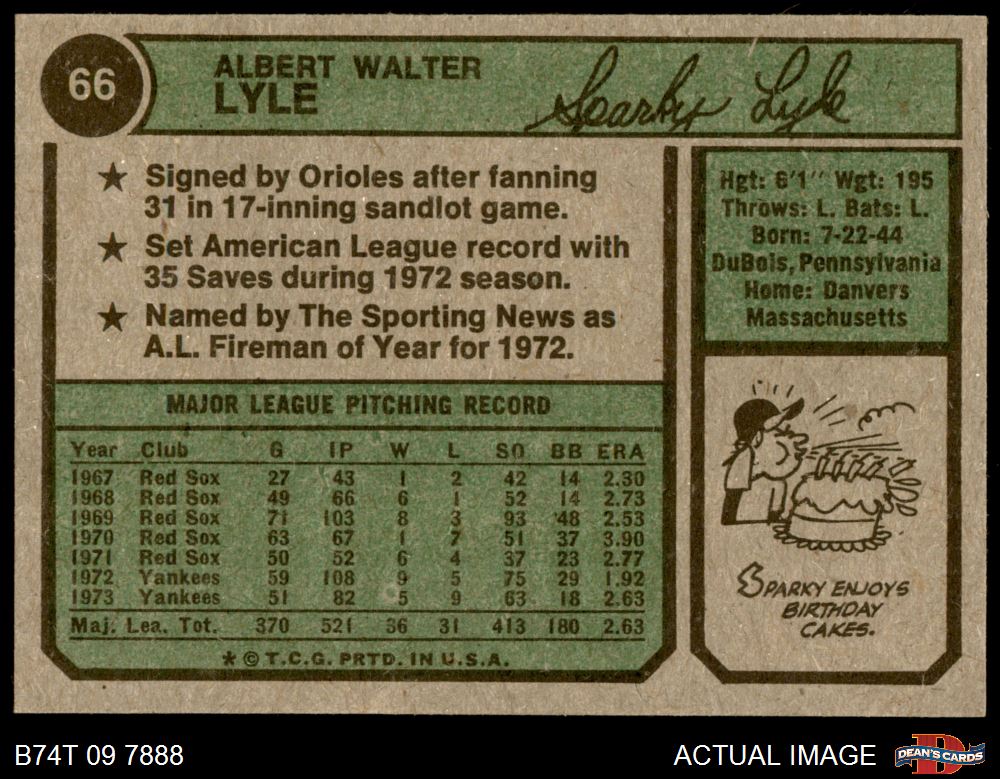 66
ALBERT WALTER
LYLE
Sparky Lyle
★ Signed by Orioles after fanning
31 in 17-inning sandlot game.
★ Set American League record with
35 Saves during 1972 season.
★ Named by The Sporting News as
A.L. Fireman of Year for 1972.
Hgt: 6'1" Wgt: 195
Throws: L. Bats: L.
Born: 7-22-44
DuBois, Pennsylvania
Home: Danvers
Massachusetts
MAJOR LEAGUE PITCHING RECORD
Year Club G IP W L SO BB ERA
1967 Red Sox 27 43 1 2 42 14 2.30
1968 Red Sox 49 66 6 1 52 14 2.73
1969 Red Sox 71 103 8 3 93 48 2.53
1970 Red Sox 63 67 1 7 51 37 3.90
1971 Red Sox 50 52 6 4 37 23 2.77
1972 Yankees 59 108 9 5 75 29 1.92
1973 Yankees 51 82 5 9 63 18 2.63
Maj. Lea. Tot. 370 521 36 31 413 180 2.63
* © T.C.G. PRTD. IN U.S.A.
SPARKY ENJOYS
BIRTHDAY
CAKES.
B74T 09 7888
ACTUAL IMAGE
DEAN'S CARDS